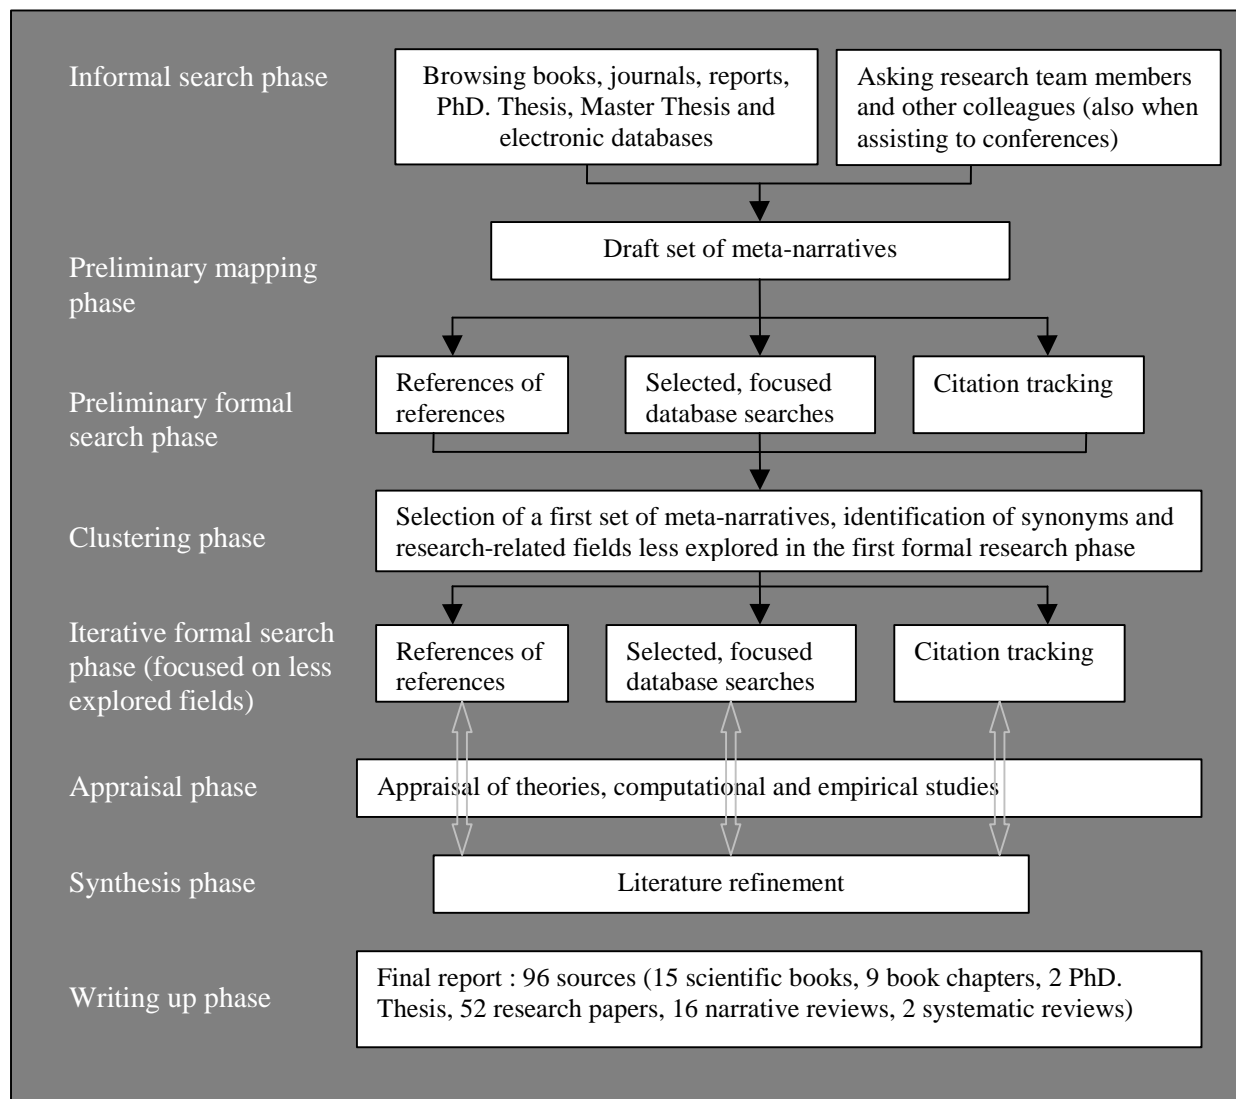 Informal search phase
Browsing books, journals, reports,
PhD. Thesis, Master Thesis and
electronic databases
Asking research team members
and other colleagues (also when
assisting to conferences)
Preliminary mapping
phase
Draft set of meta-narratives
Preliminary formal
search phase
References of
references
Selected, focused
database searches
Citation tracking
Clustering phase
Selection of a first set of meta-narratives, identification of synonyms and
research-related fields less explored in the first formal research phase
Iterative formal search
phase (focused on less
explored fields)
References of
references
Selected, focused
database searches
Citation tracking
Appraisal phase
Appraisal of theories, computational and empirical studies
Synthesis phase
Literature refinement
Writing up phase
Final report : 96 sources (15 scientific books, 9 book chapters, 2 PhD.
Thesis, 52 research papers, 16 narrative reviews, 2 systematic reviews)